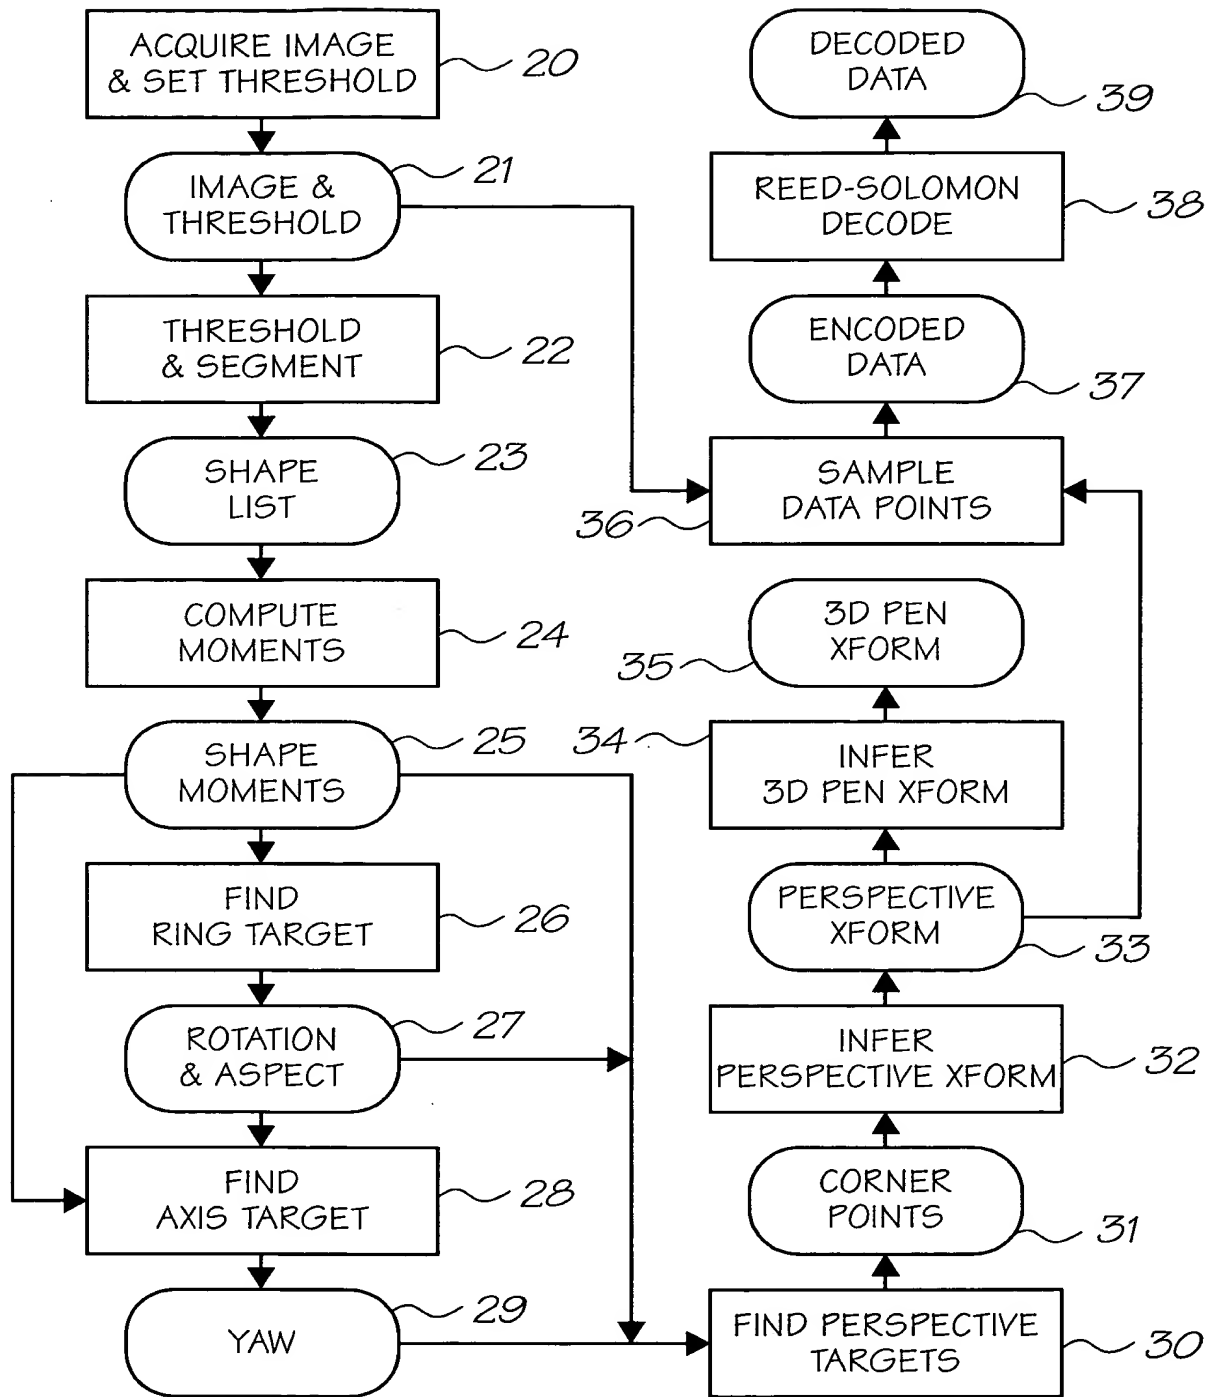 ACQUIRE IMAGE
& SET THRESHOLD
20
IMAGE &
THRESHOLD
21
THRESHOLD
& SEGMENT
22
SHAPE
LIST
23
COMPUTE
MOMENTS
24
SHAPE
MOMENTS
25
FIND
RING TARGET
26
ROTATION
& ASPECT
27
FIND
AXIS TARGET
28
YAW
29
DECODED
DATA
39
REED-SOLOMON
DECODE
38
ENCODED
DATA
37
SAMPLE
DATA POINTS
36
3D PEN
XFORM
35
34
INFER
3D PEN XFORM
PERSPECTIVE
XFORM
33
INFER
PERSPECTIVE XFORM
32
CORNER
POINTS
31
FIND PERSPECTIVE
TARGETS
30